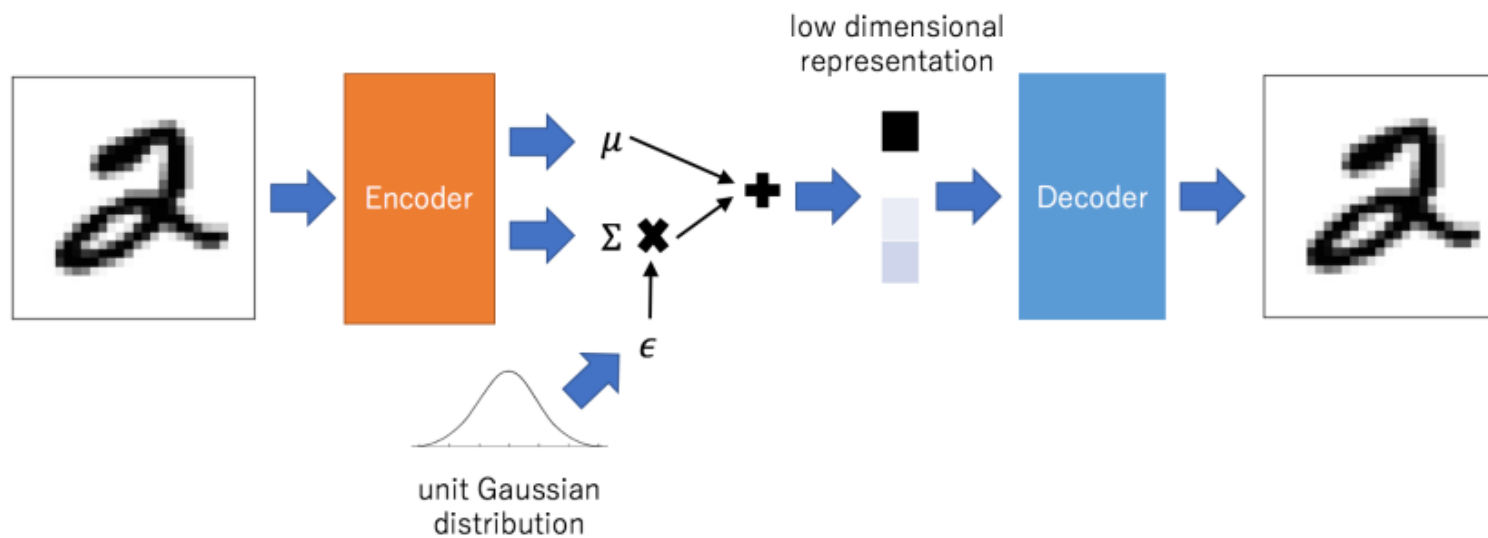 low dimensional
representation
Encoder
μ
Σ ✖
✚
ϵ
Decoder
unit Gaussian
distribution